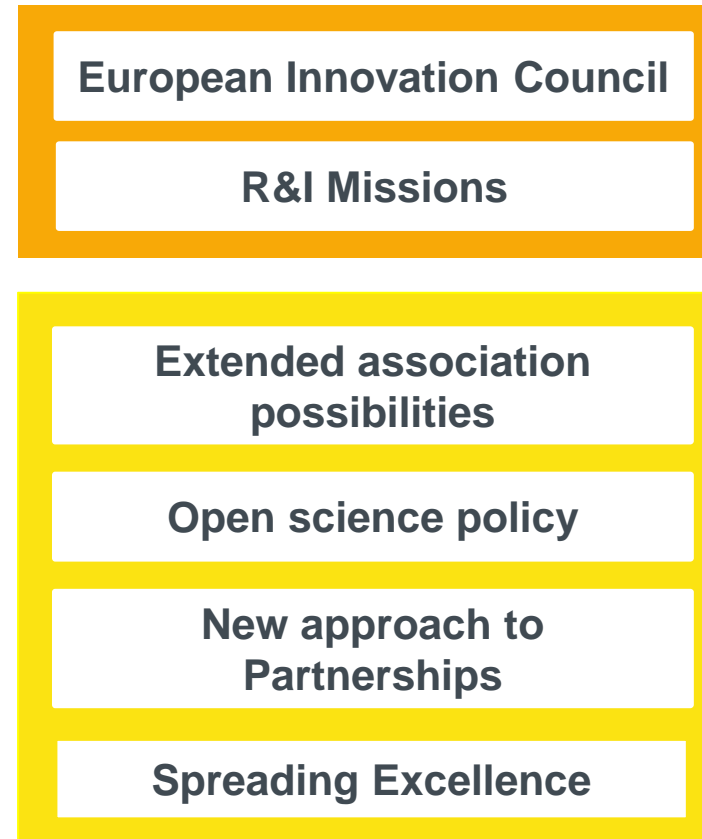 European Innovation Council
R&I Missions
Extended association
possibilities
Open science policy
New approach to
Partnerships
Spreading Excellence